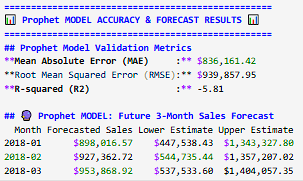 ==================================================
📊 Prophet MODEL ACCURACY & FORECAST RESULTS 📊
==================================================
## Prophet Model Validation Metrics
**Mean Absolute Error (MAE)     :** $836,161.42
**Root Mean Squared Error (RMSE):** $939,857.95
**R-squared (R2)                :** -5.81

## 🔮 Prophet MODEL: Future 3-Month Sales Forecast
Month Forecasted Sales Lower Estimate Upper Estimate
2018-01 $898,016.57 $447,538.43 $1,343,327.80
2018-02 $927,362.72 $544,735.44 $1,357,207.02
2018-03 $953,868.92 $537,533.60 $1,404,057.35
==================================================